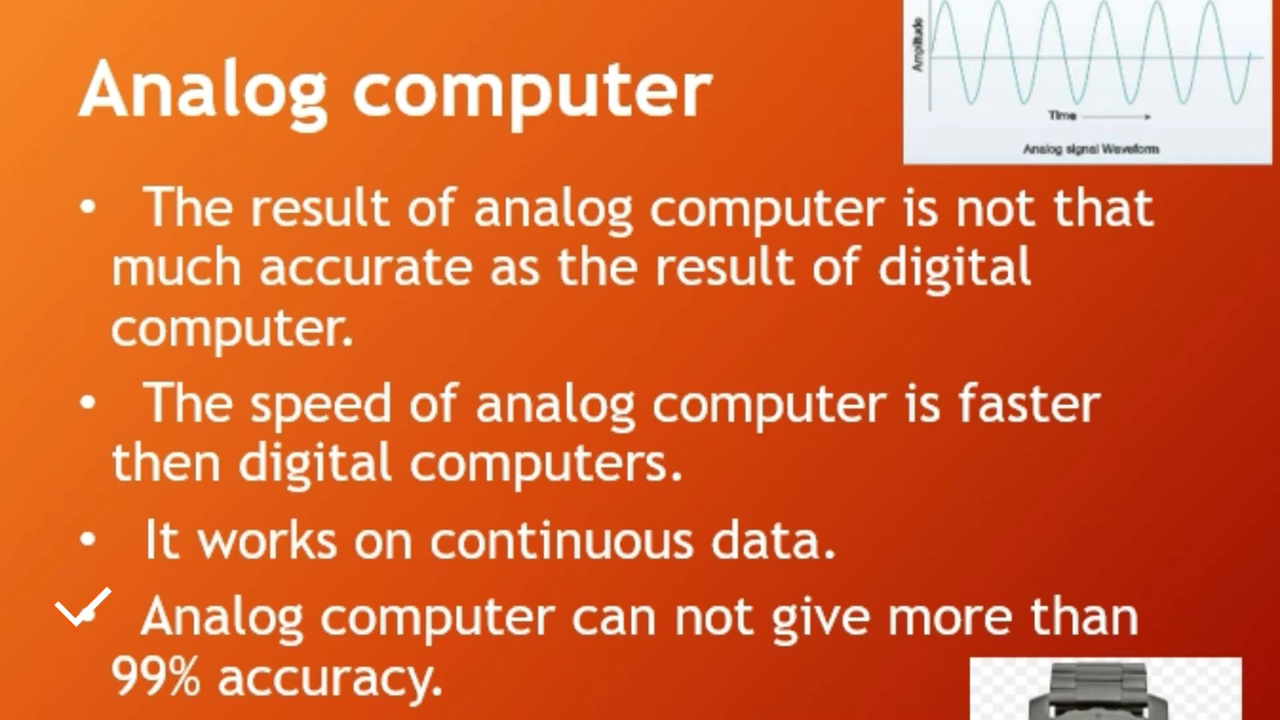 Analog computer
Amplitude
Time
Analog signal Waveform
• The result of analog computer is not that
much accurate as the result of digital
computer.
• The speed of analog computer is faster
then digital computers.
• It works on continuous data.
• Analog computer can not give more than
99% accuracy.